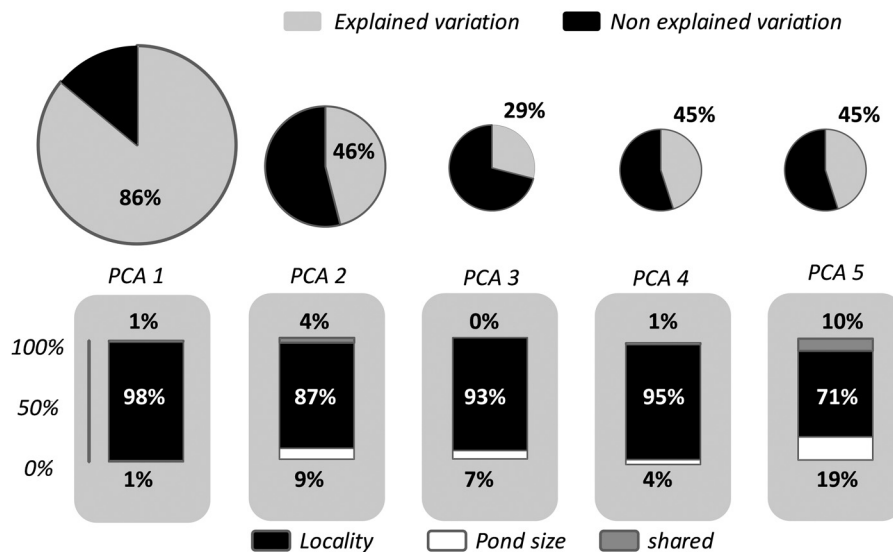 Explained variation Non explained variation
86% 46% 29% 45% 45%
PCA 1 PCA 2 PCA 3 PCA 4 PCA 5
1% 4% 0% 1% 10%
100%
50% 98% 87% 93% 95% 71%
0%
1% 9% 7% 4% 19%
Locality Pond size shared